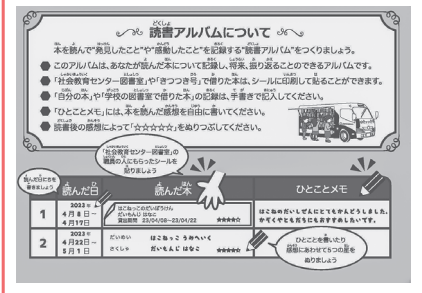 読書アルバムについて
本を読んで“発見したこと”や“感動したこと”を記録する”読書アルバム”をつくりましょう。
このアルバムは、あなたが読んだ本について記録し、将来、振り返ることのできるアルバムです。
「社会教育センター図書室」や「きつつき号」で借りた本は、シールに印刷して貼ることができます。
「自分の本」や「学校の図書室で借りた本」の記録は、手書きで記入してください。
「ひとことメモ」には、本を読んだ感想を自由に書いてください。
読書後の感想によって「☆☆☆☆☆」をぬりつぶしてください。
「社会教育センター図書室」の
職員の人にもらったシールを
貼りましょう
読んだ日にちを
書きましょう
読んだ日
読んだ本
ひとことメモ
1
2023年
4月8日~
4月17日
はこねっこのだいぼうけん
だいもんじ はなこ
貸出期間 23/04/08~23/04/22
★★★★☆
はこねのだいしぜんにとてもかんどうしました。
かぞくやともだちにもおすすめしたいです。
2
2023年
4月22日~
5月1日
だいめい はこねっこ うみへいく
さくしゃ だいもんじ はなこ
★★★★☆
ひとことを書いたり
感想にあわせて5つの星を
ぬりましょう